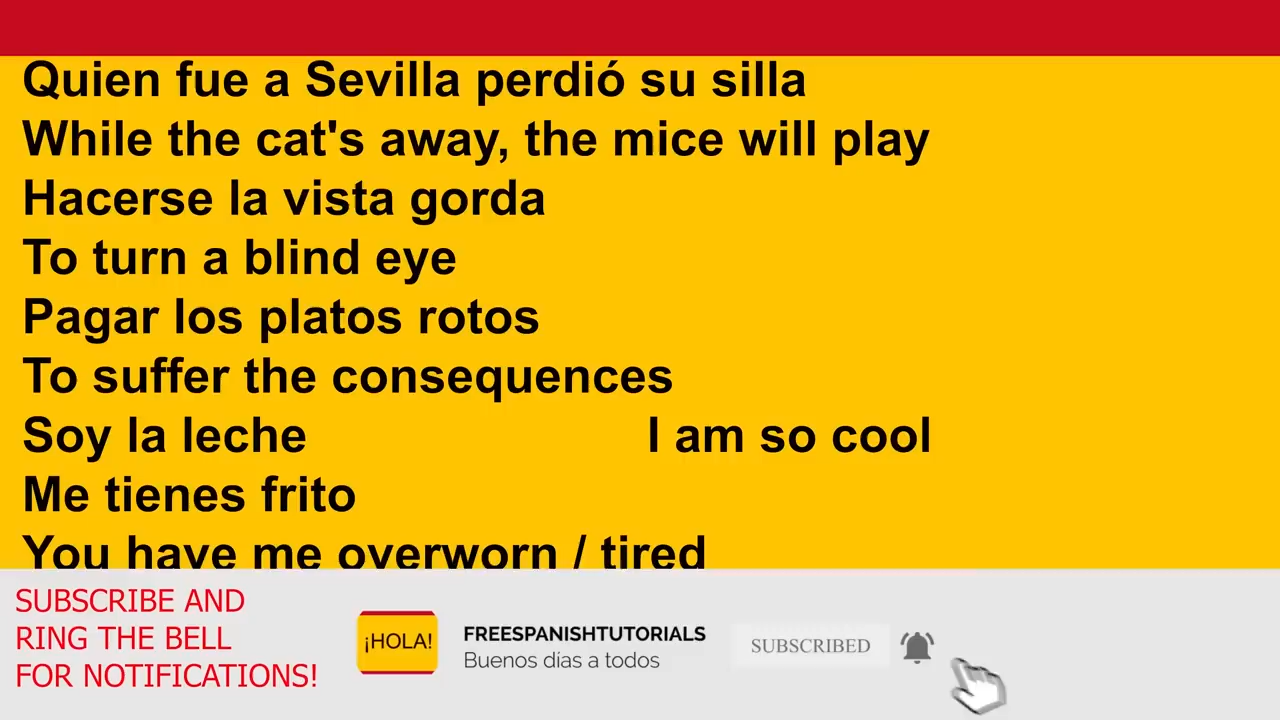 Quien fue a Sevilla perdió su silla
While the cat's away, the mice will play
Hacerse la vista gorda
To turn a blind eye
Pagar los platos rotos
To suffer the consequences
Soy la leche I am so cool
Me tienes frito
You have me overworn / tired
SUBSCRIBE AND
RING THE BELL
FOR NOTIFICATIONS!
¡HOLA!
FREESPANISHTUTORIALS
Buenos días a todos
SUBSCRIBED